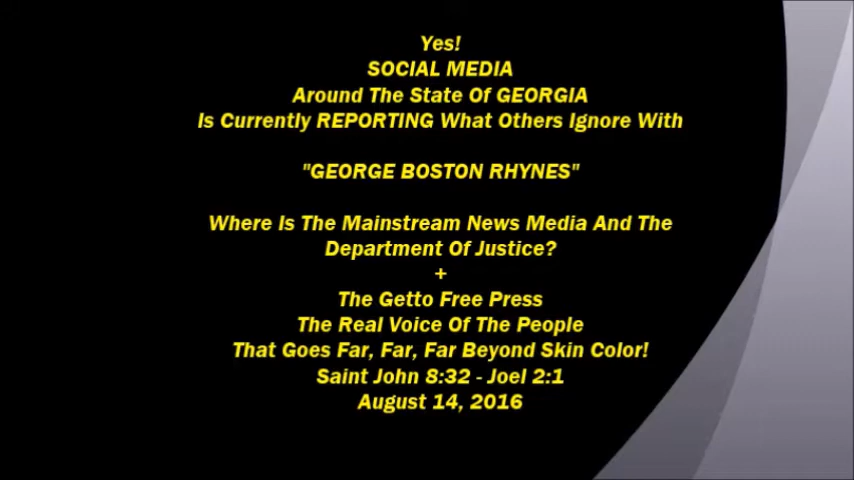 Yes!
SOCIAL MEDIA
Around The State Of GEORGIA
Is Currently REPORTING What Others Ignore With
"GEORGE BOSTON RHYNES"
Where Is The Mainstream News Media And The
Department Of Justice?
+
The Getto Free Press
The Real Voice Of The People
That Goes Far, Far, Far Beyond Skin Color!
Saint John 8:32 - Joel 2:1
August 14, 2016